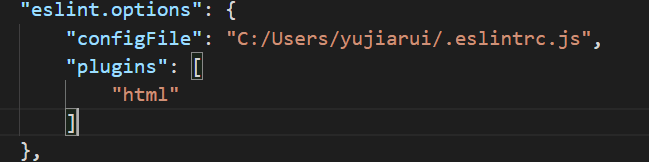 "eslint.options": {
"configFile": "C:/Users/yujiarui/.eslintrc.js",
"plugins": [
"html"
]
},